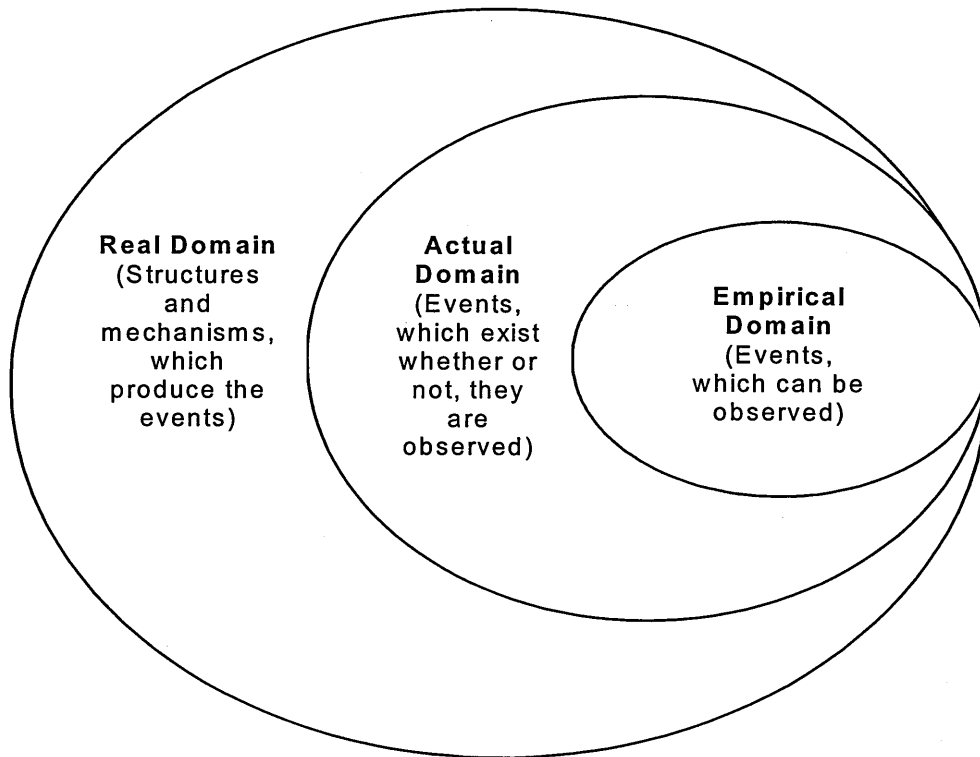 Real Domain
(Structures
and
mechanisms,
which
produce the
events)
Actual
Domain
(Events,
which exist
whether or
not, they
are
observed)
Empirical
Domain
(Events,
which can be
observed)